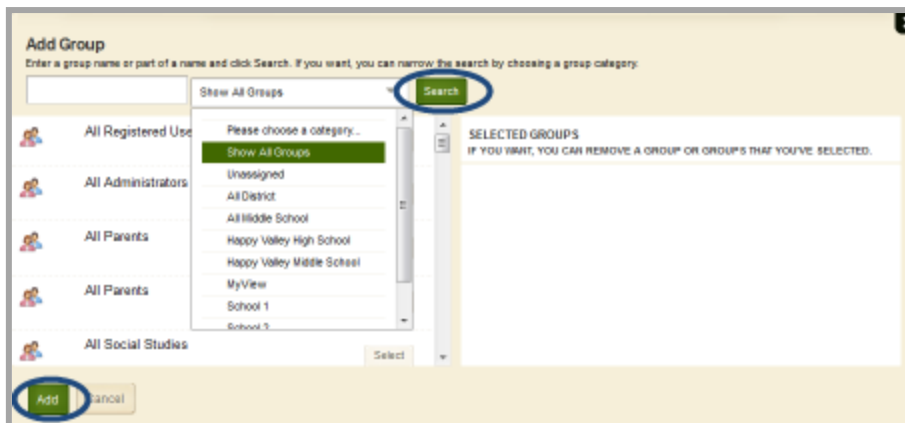 Add Group
Enter a group name or part of a name and click Search. If you want, you can narrow the search by choosing a group category.
Show All Groups
Search
All Registered Use
All Administrators
All Parents
All Parents
All Social Studies
Please choose a category...
Show All Groups
Unassigned
All District
All Middle School
Happy Valley High School
Happy Valley Middle School
MyView
School 1
School 2
Select
SELECTED GROUPS
IF YOU WANT, YOU CAN REMOVE A GROUP OR GROUPS THAT YOU'VE SELECTED.
Add
Cancel